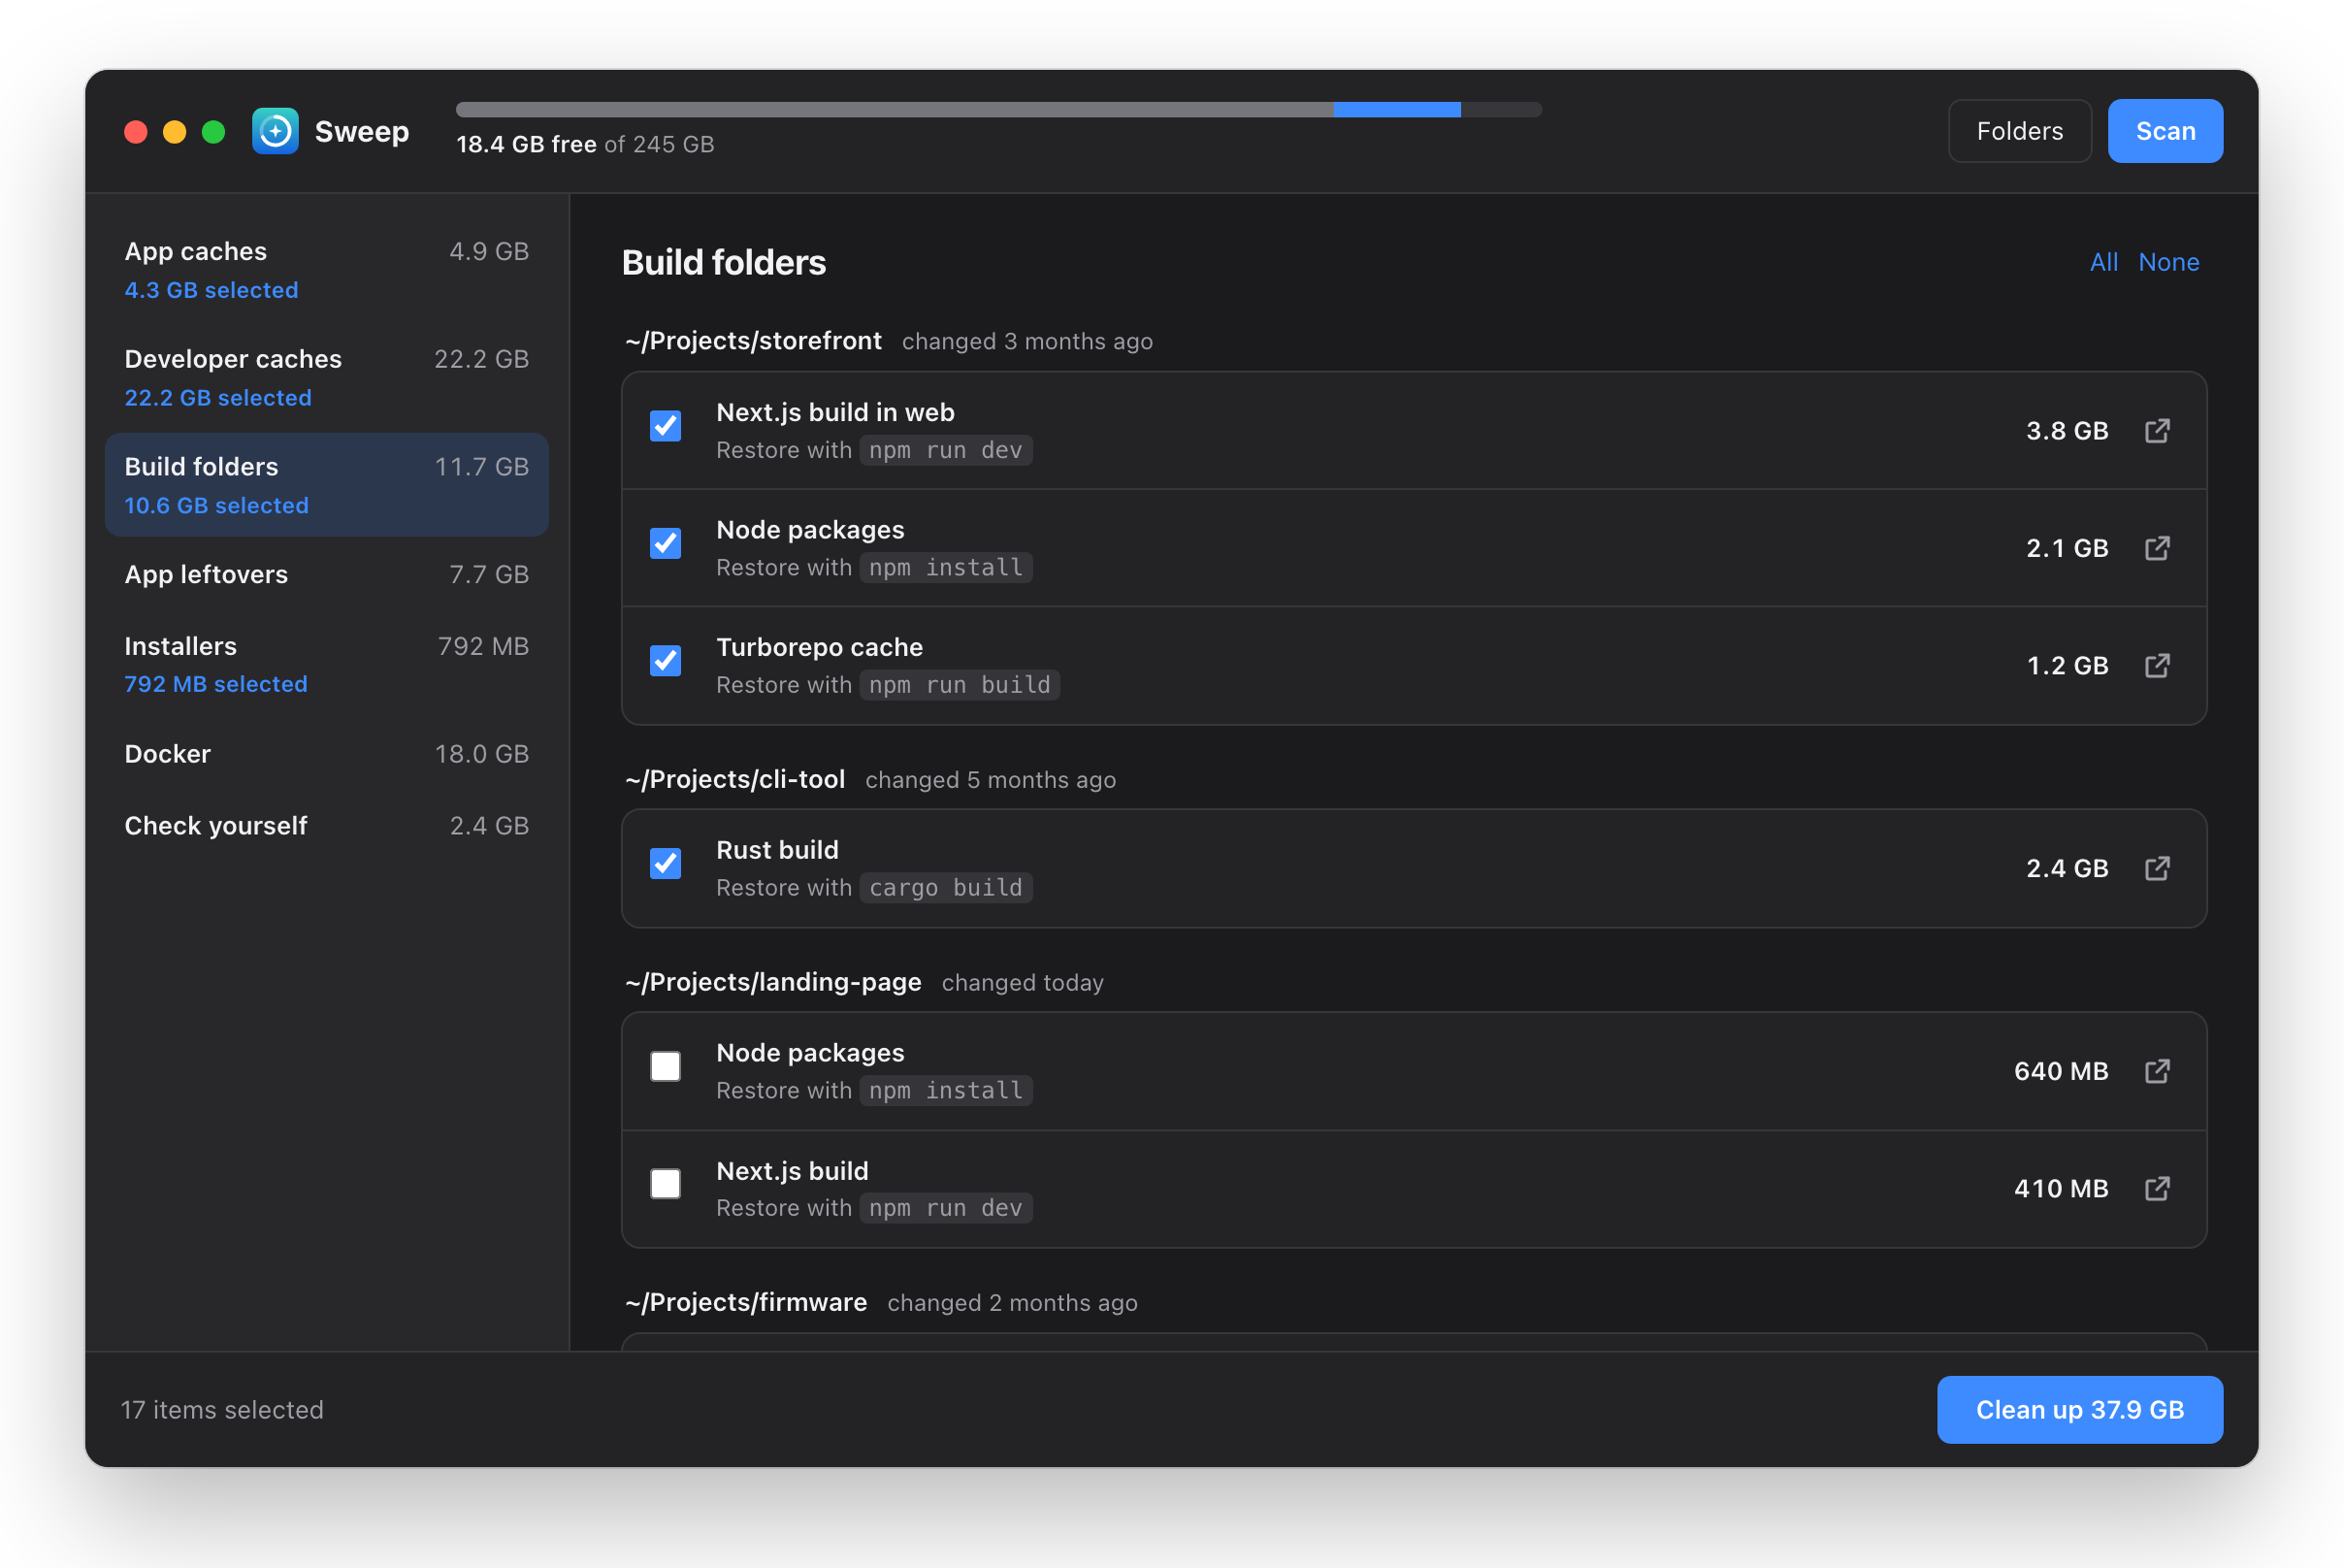 Sweep
18.4 GB free of 245 GB
Folders
Scan
App caches 4.9 GB
4.3 GB selected
Developer caches 22.2 GB
22.2 GB selected
Build folders 11.7 GB
10.6 GB selected
App leftovers 7.7 GB
Installers 792 MB
792 MB selected
Docker 18.0 GB
Check yourself 2.4 GB
Build folders
All None
~/Projects/storefront changed 3 months ago
Next.js build in web
Restore with npm run dev
3.8 GB
Node packages
Restore with npm install
2.1 GB
Turborepo cache
Restore with npm run build
1.2 GB
~/Projects/cli-tool changed 5 months ago
Rust build
Restore with cargo build
2.4 GB
~/Projects/landing-page changed today
Node packages
Restore with npm install
640 MB
Next.js build
Restore with npm run dev
410 MB
~/Projects/firmware changed 2 months ago
17 items selected
Clean up 37.9 GB